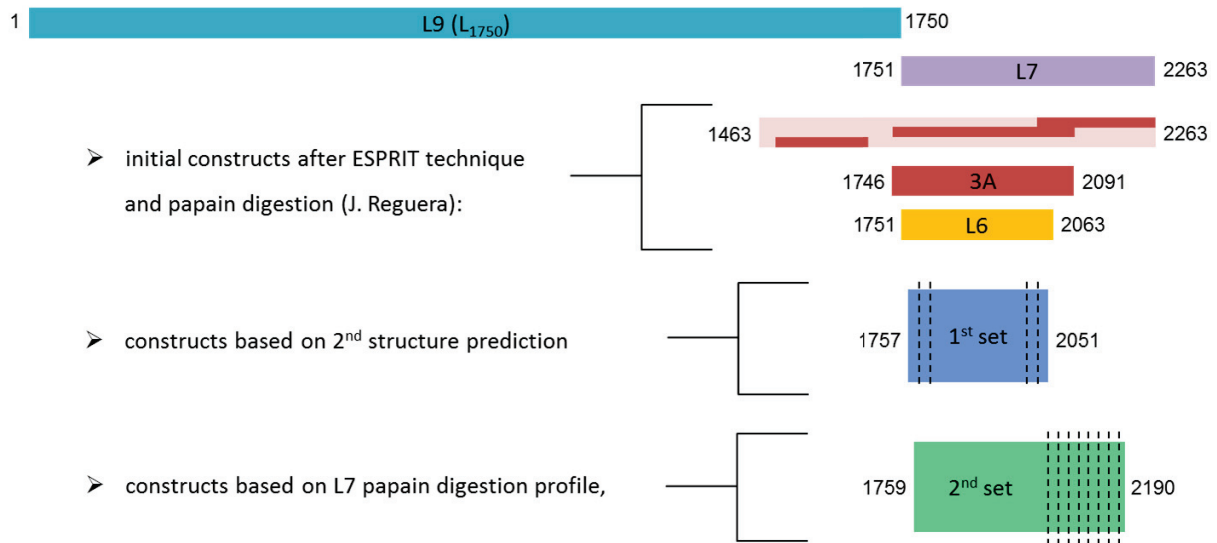 1 L9 (L1750) 1750
1751 L7 2263
1463 2263
➢ initial constructs after ESPRIT technique
and papain digestion (J. Reguera):
1746 3A 2091
1751 L6 2063
➢ constructs based on 2nd structure prediction
1757 1st set 2051
➢ constructs based on L7 papain digestion profile,
1759 2nd set 2190